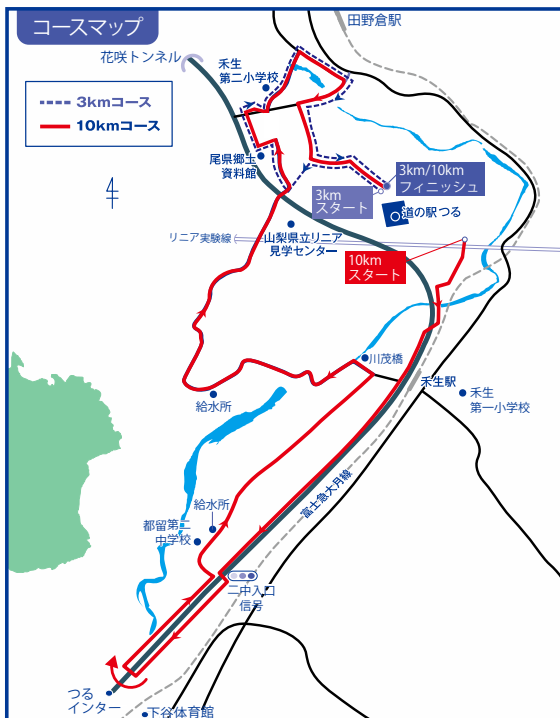 コースマップ
田野倉駅
花咲トンネル
禾生
第二小学校
3kmコース
10kmコース
尾県郷土
資料館
3km/10km
フィニッシュ
3km
スタート
道の駅つる
リニア実験線
山梨県立リニア
見学センター
10km
スタート
川茂橋
禾生駅
禾生
第一小学校
給水所
富士急大月線
給水所
都留第二
中学校
二中入口
信号
つる
インター
下谷体育館